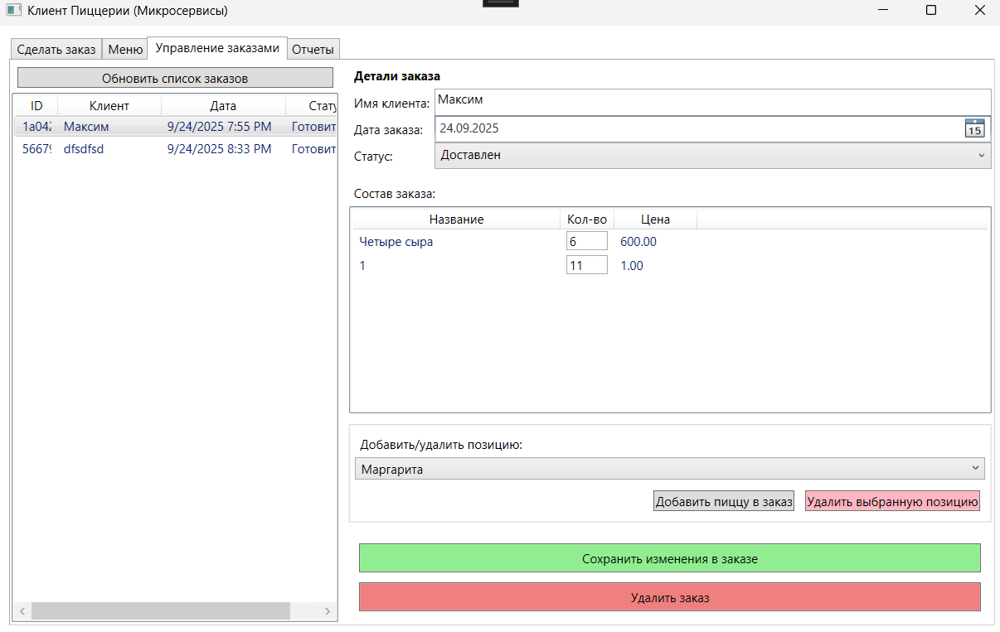 Клиент Пиццерии (Микросервисы)
Сделать заказ Меню Управление заказами Отчеты
Обновить список заказов
ID Клиент Дата Стату
1a042 Максим 9/24/2025 7:55 PM Готовит
56679 dfsdfsd 9/24/2025 8:33 PM Готовит
Детали заказа
Имя клиента: Максим
Дата заказа: 24.09.2025 15
Статус: Доставлен
Состав заказа:
Название Кол-во Цена
Четыре сыра 6 600.00
1 11 1.00
Добавить/удалить позицию:
Маргарита
Добавить пиццу в заказ Удалить выбранную позицию
Сохранить изменения в заказе
Удалить заказ